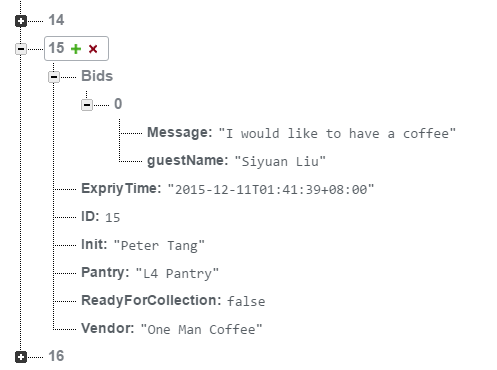 14
15
Bids
0
Message: "I would like to have a coffee"
guestName: "Siyuan Liu"
ExpriyTime: "2015-12-11T01:41:39+08:00"
ID: 15
Init: "Peter Tang"
Pantry: "L4 Pantry"
ReadyForCollection: false
Vendor: "One Man Coffee"
16